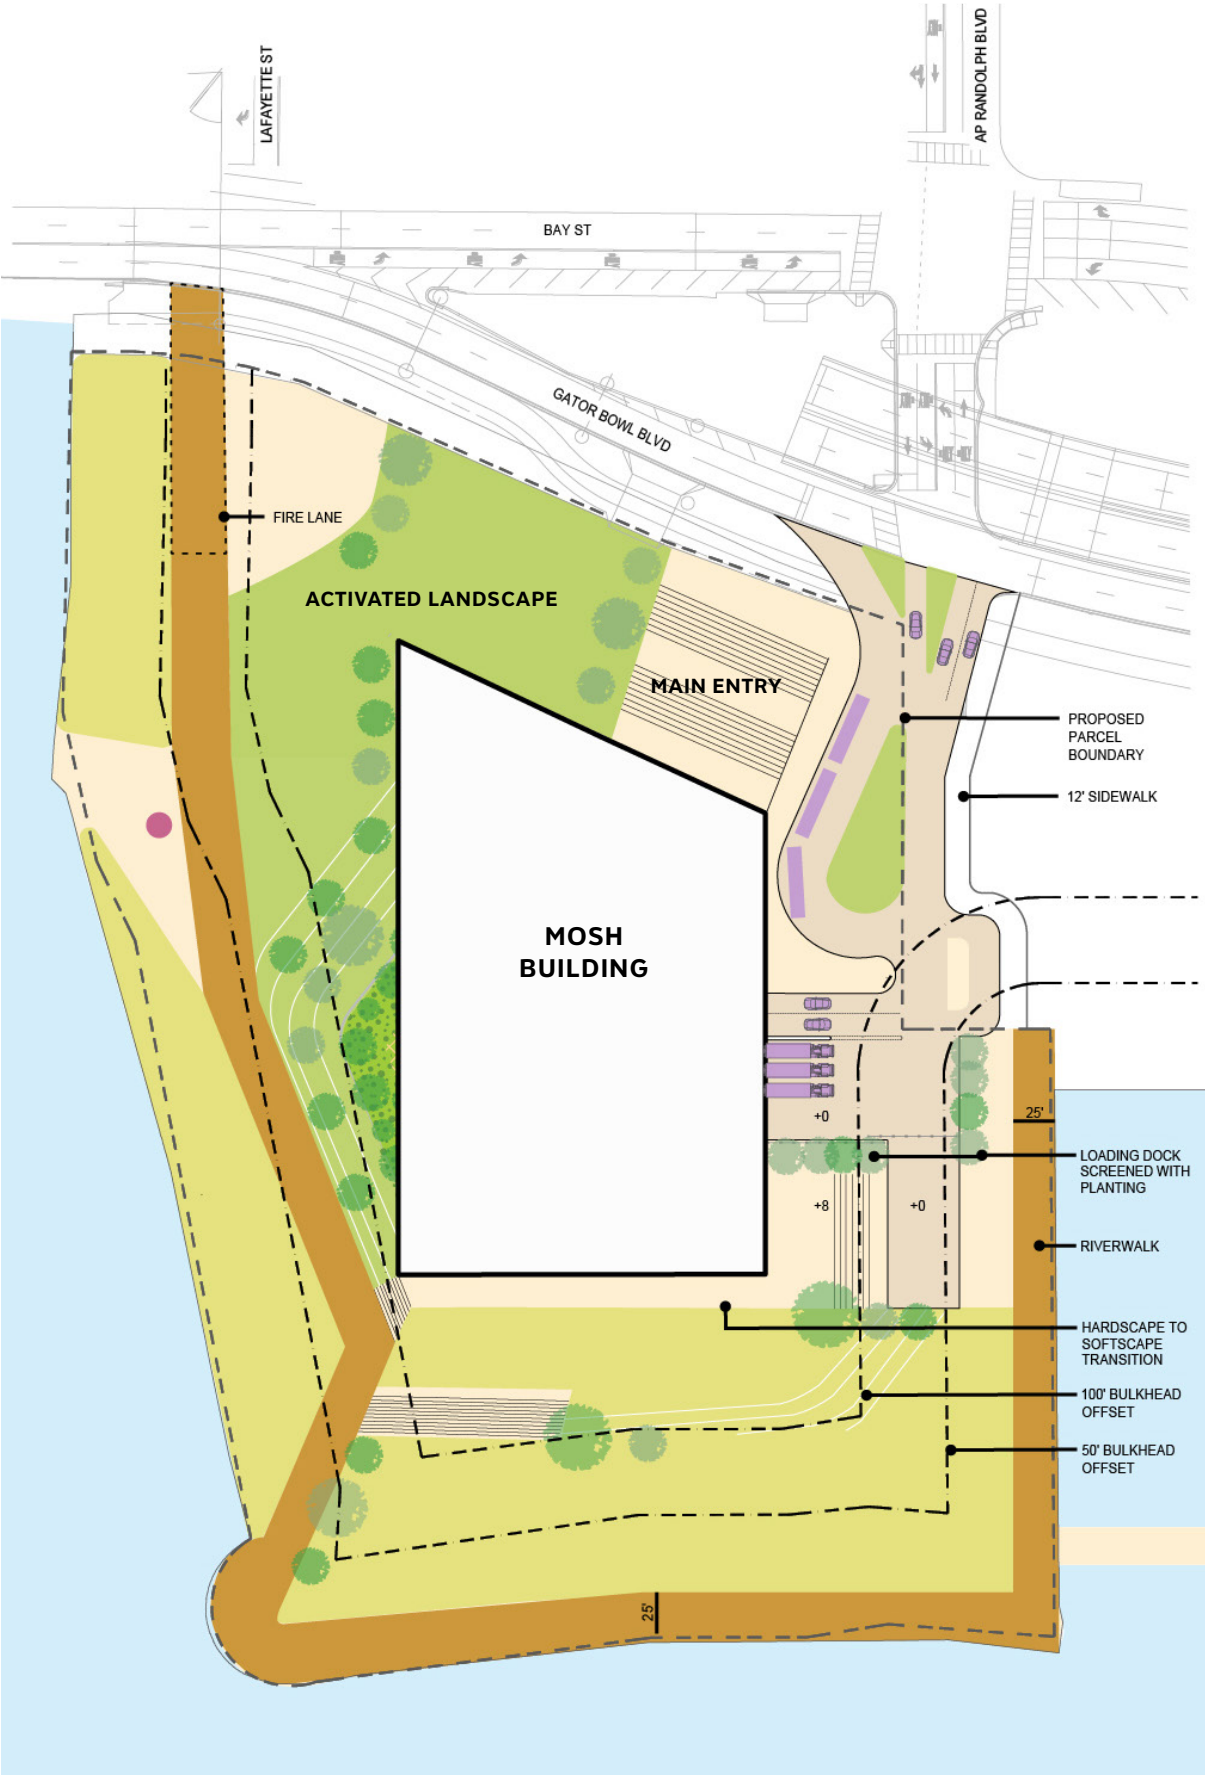 LAFAYETTE ST
AP RANDOLPH BLVD
BAY ST
GATOR BOWL BLVD
FIRE LANE
ACTIVATED LANDSCAPE
MAIN ENTRY
PROPOSED
PARCEL
BOUNDARY
12' SIDEWALK
MOSH
BUILDING
+0
25'
LOADING DOCK
SCREENED WITH
PLANTING
+8
+0
RIVERWALK
HARDSCAPE TO
SOFTSCAPE
TRANSITION
100' BULKHEAD
OFFSET
50' BULKHEAD
OFFSET
25'